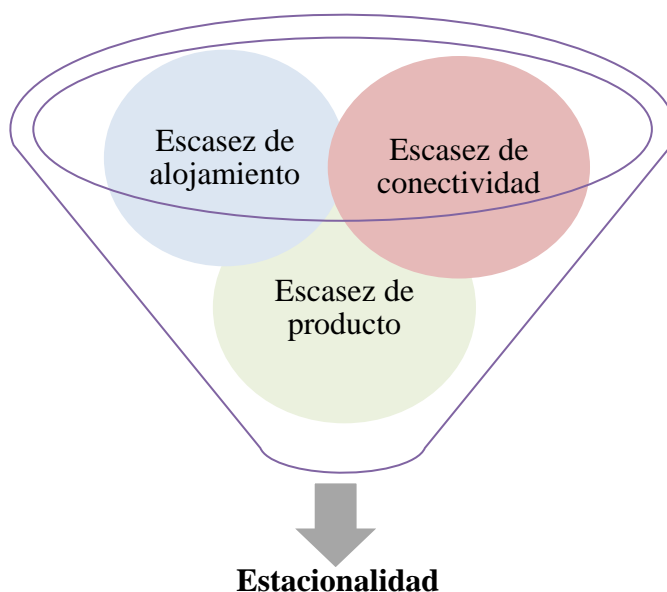 Escasez de
alojamiento
Escasez de
conectividad
Escasez de
producto
Estacionalidad